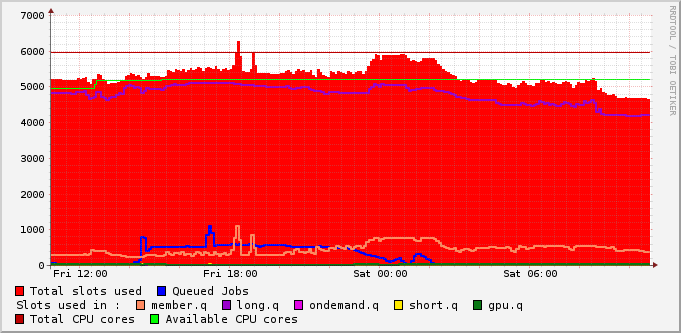 7000
6000
5000
4000
3000
2000
1000
0
Fri 12:00 Fri 18:00 Sat 00:00 Sat 06:00
RRDTOOL / TOBI OETIKER
Total slots used Queued Jobs
Slots used in : member.q long.q ondemand.q short.q gpu.q
Total CPU cores Available CPU cores